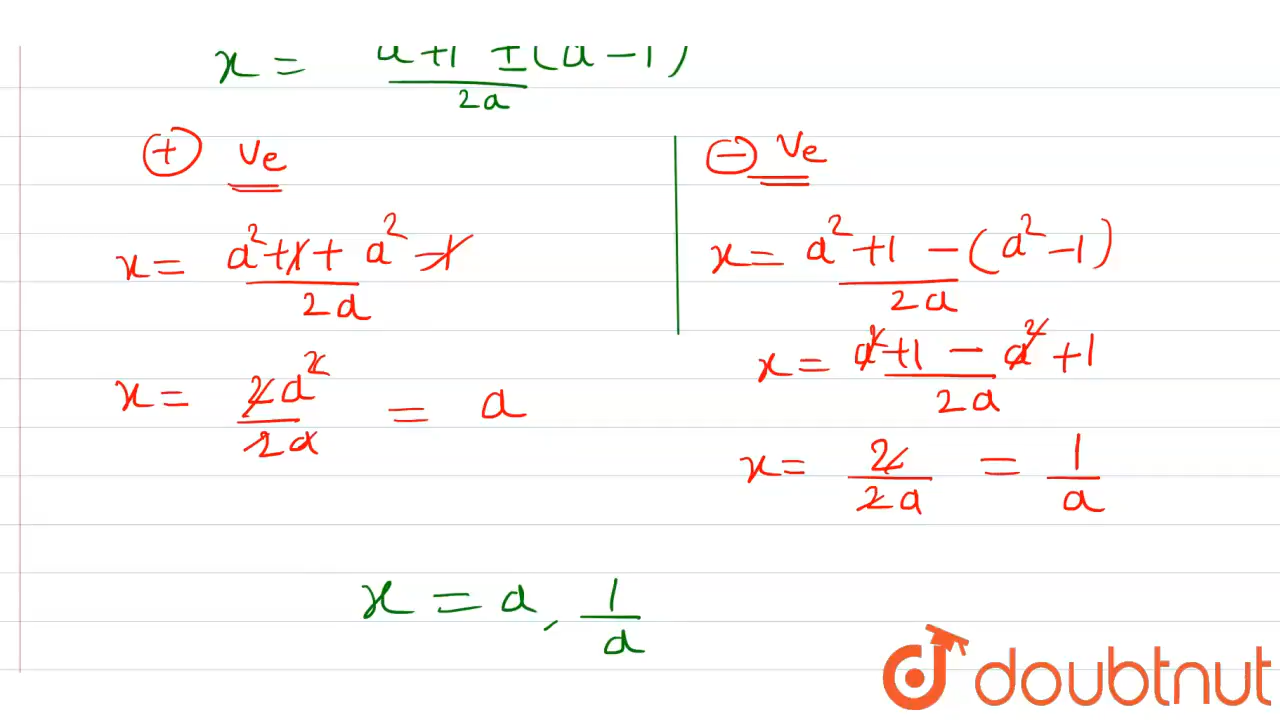 x = a+1 ± (a-1) / 2a
⊕ ve
x = a²+1+ a² -1 / 2a
x = 2a² / 2a = a
⊖ ve
x = a²+1 -(a²-1) / 2a
x = a²+1 - a²+1 / 2a
x = 2 / 2a = 1 / a
x = a, 1 / a
doubtnut